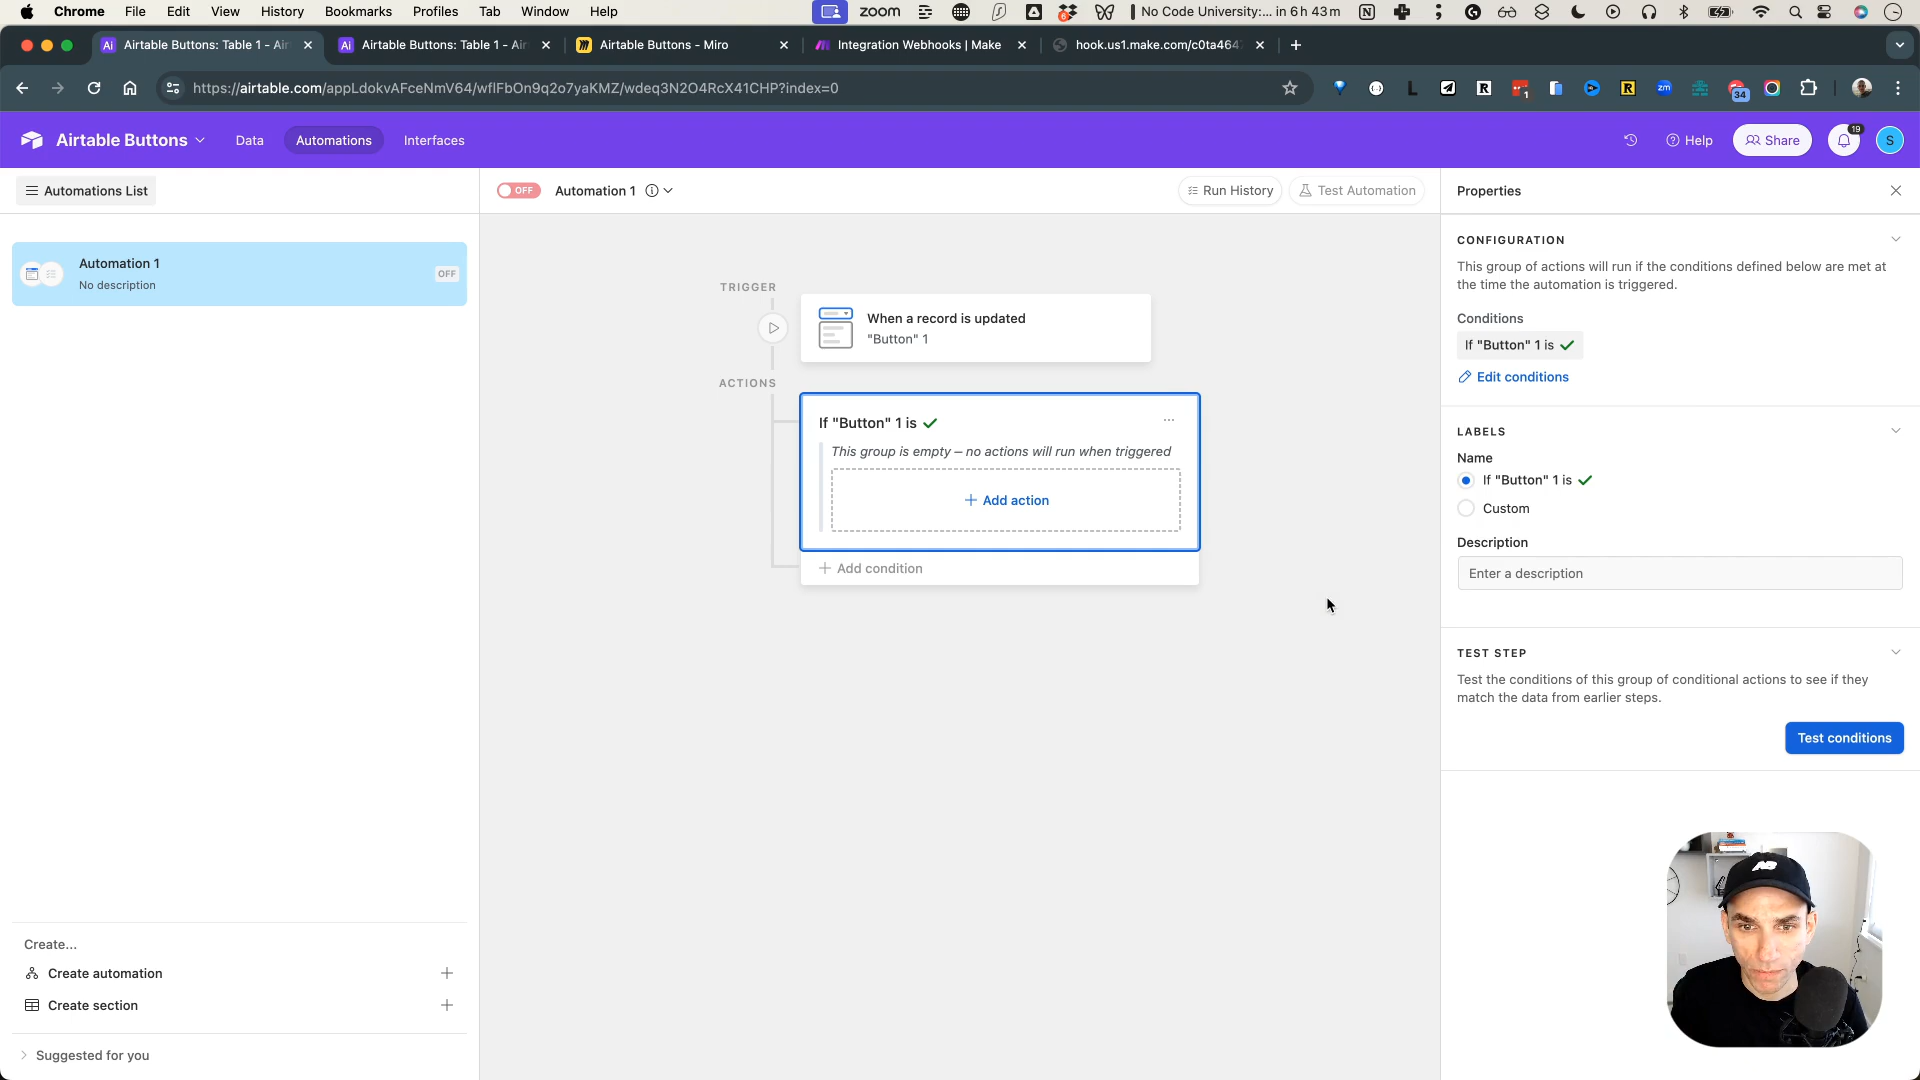 Chrome File Edit View History Bookmarks Profiles Tab Window Help zoom 6 No Code University:... in 6 h 43 m
Airtable Buttons: Table 1 - Air
Airtable Buttons: Table 1 - Air
Airtable Buttons - Miro
Integration Webhooks | Make
hook.us1.make.com/c0ta464
https://airtable.com/appLdokvAFceNmV64/wflFbOn9q2o7yaKMZ/wdeq3N2O4RcX41CHP?index=0
L R 1 R zm 34
Airtable Buttons Data Automations Interfaces Help Share 19 S
Automations List
OFF Automation 1 Run History Test Automation
Properties
Automation 1
No description
OFF
TRIGGER
When a record is updated
"Button" 1
ACTIONS
If "Button" 1 is
This group is empty – no actions will run when triggered
Add action
Add condition
CONFIGURATION
This group of actions will run if the conditions defined below are met at
the time the automation is triggered.
Conditions
If "Button" 1 is
Edit conditions
LABELS
Name
If "Button" 1 is
Custom
Description
Enter a description
TEST STEP
Test the conditions of this group of conditional actions to see if they
match the data from earlier steps.
Test conditions
Create...
Create automation
Create section
Suggested for you